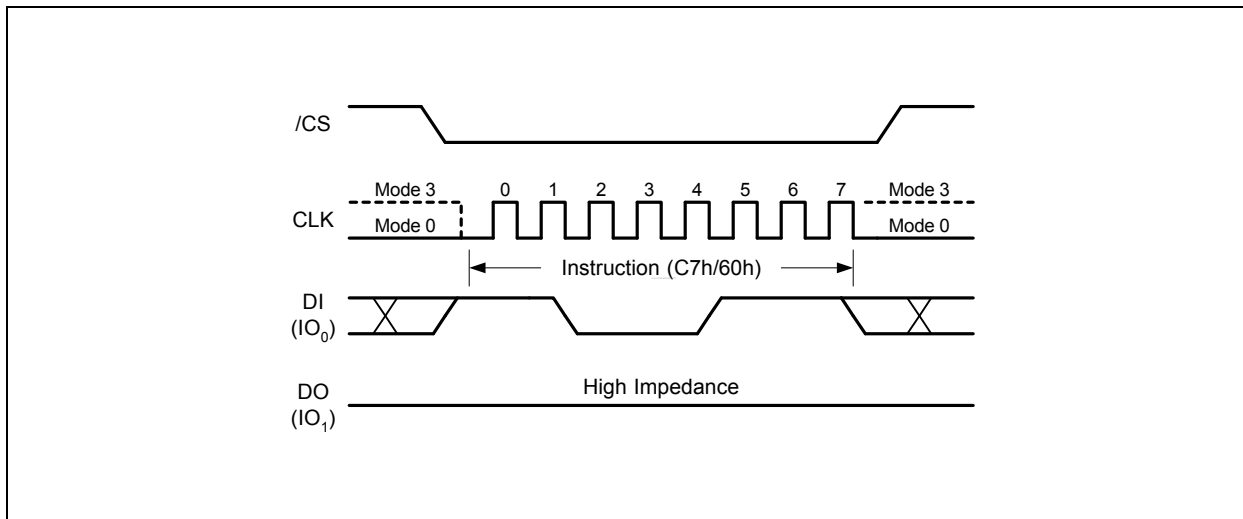 /CS
Mode 3 0 1 2 3 4 5 6 7 Mode 3
CLK
Mode 0 Mode 0
Instruction (C7h/60h)
DI
(IO0)
High Impedance
DO
(IO1)